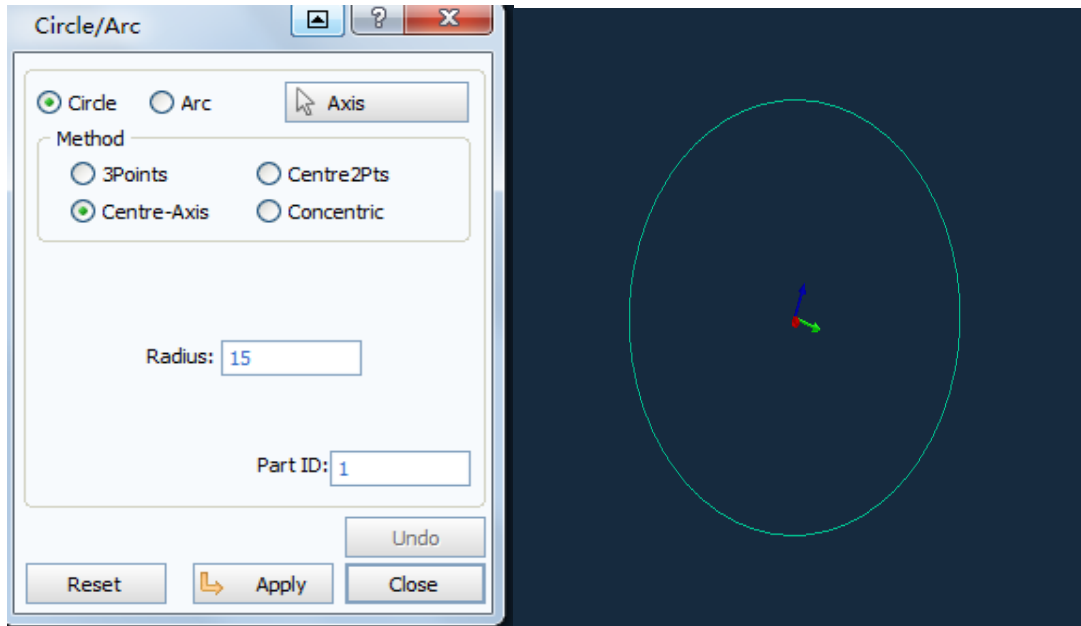 Circle/Arc
?
Circle Arc Axis
Method
3Points Centre2Pts
Centre-Axis Concentric
Radius: 15
Part ID: 1
Undo
Reset Apply Close